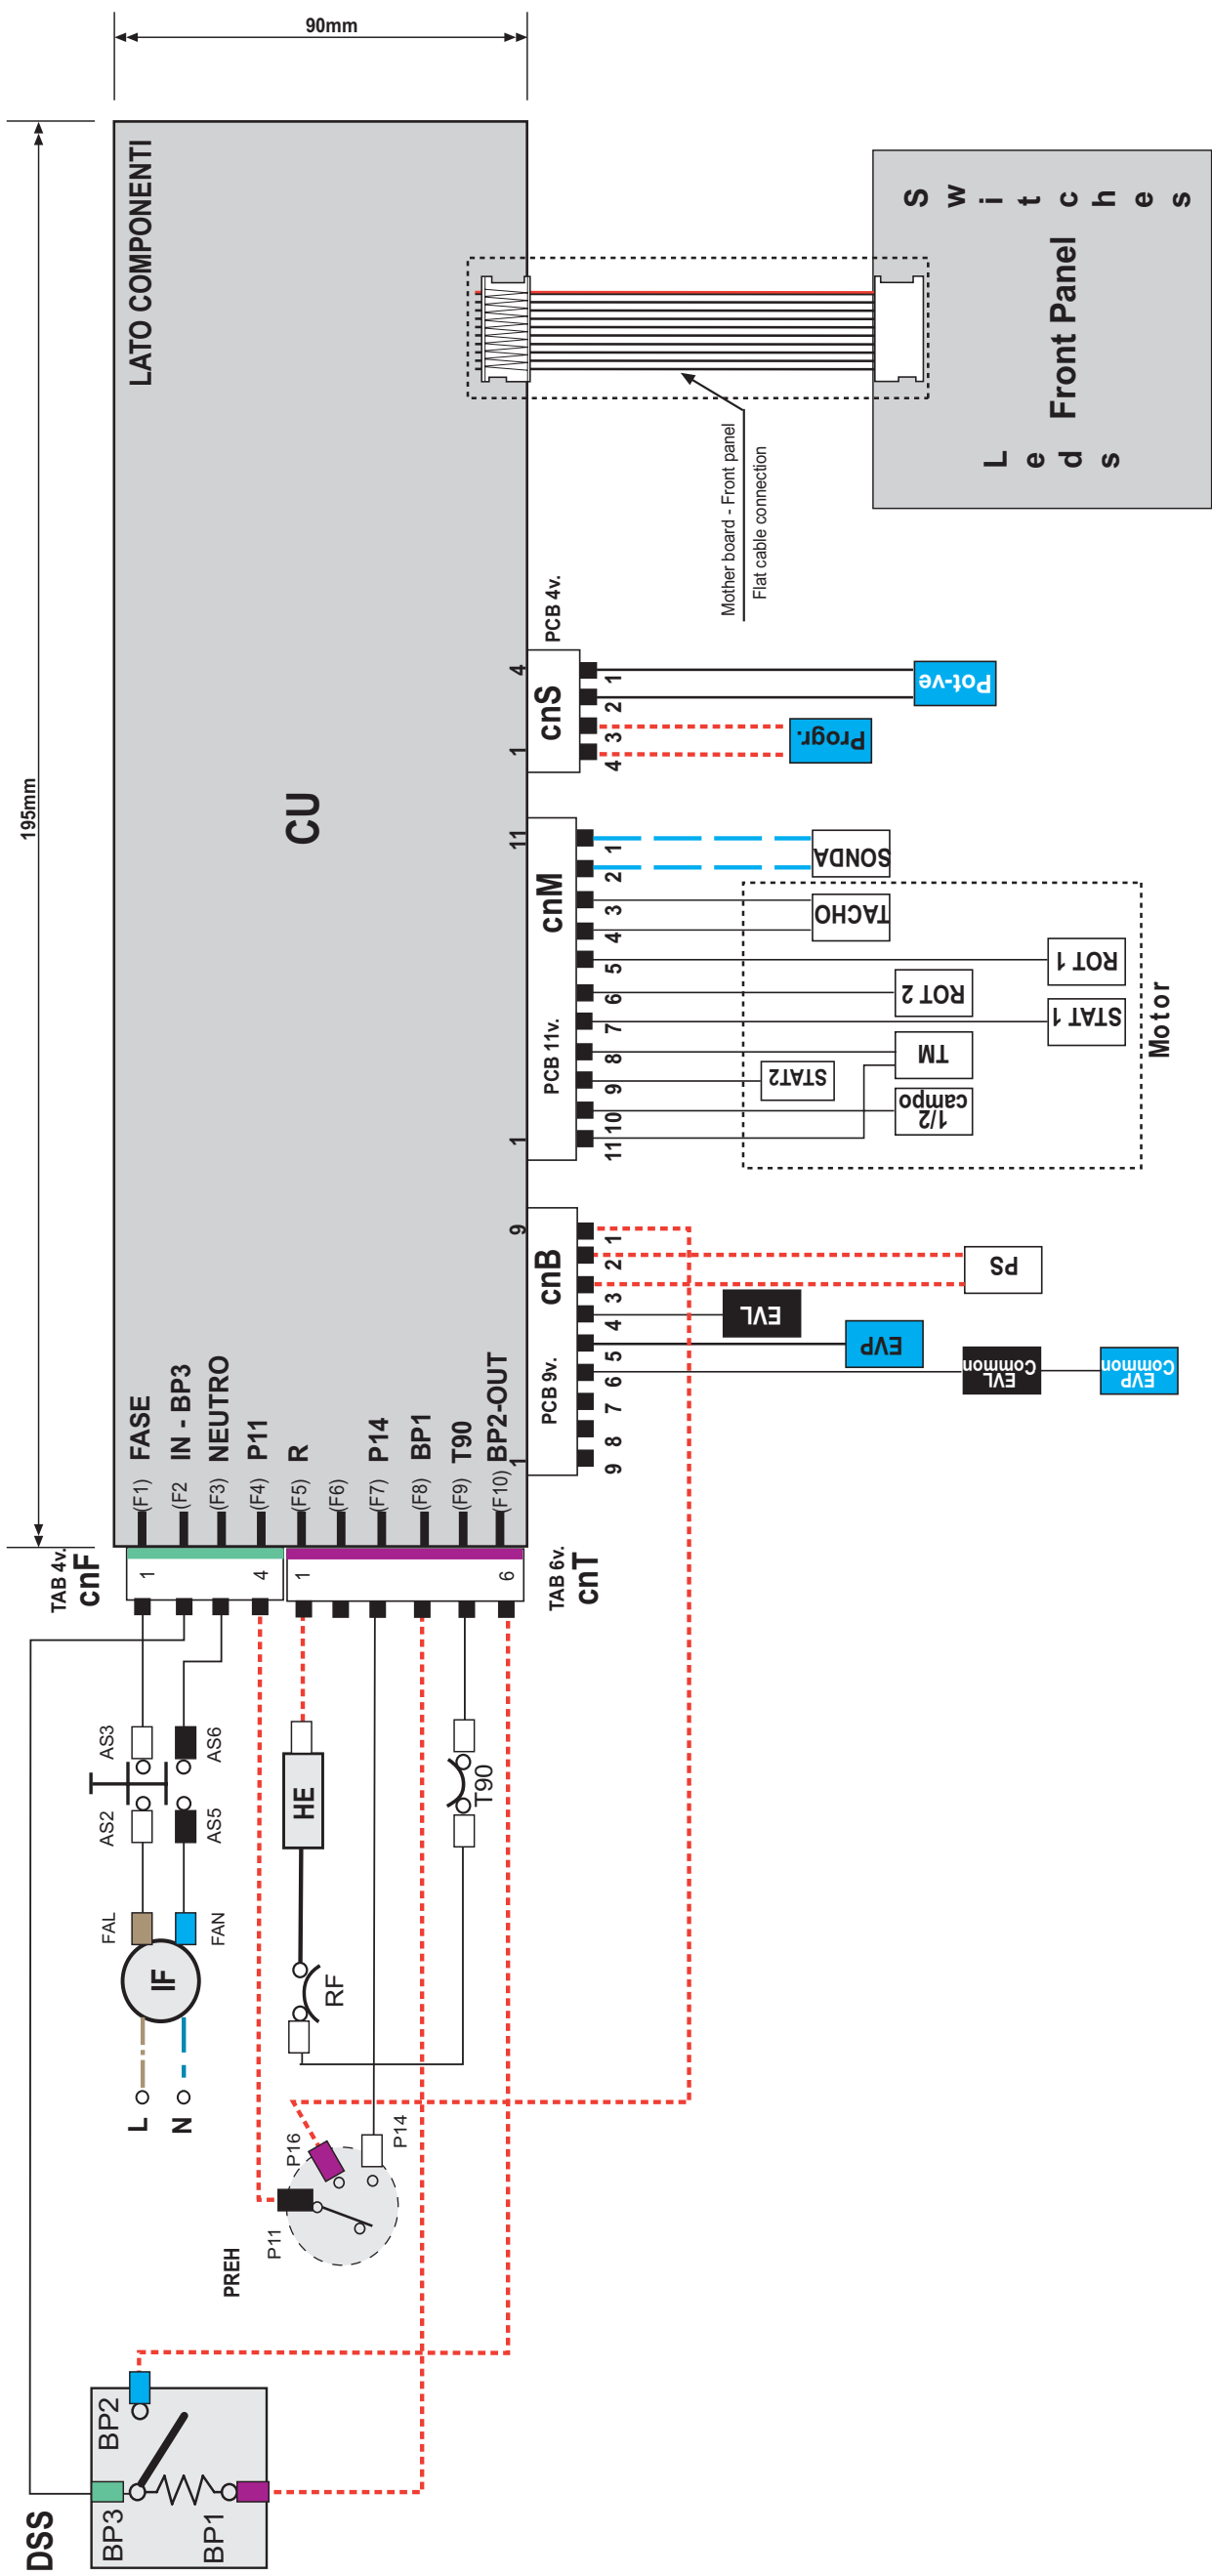 90mm
195mm
LATO COMPONENTI
CU
Switches
Front Panel
Leds
Mother board - Front panel
Flat cable connection
PCB 4v.
cnS
4
1
1
2
3
4
Pot-ve
Progr.
cnM
PCB 11v.
11
1
1
2
3
4
5
6
7
8
9
10
11
SONDA
TACHO
ROT 1
ROT 2
STAT 1
TM
STAT2
1/2
campo
Motor
cnB
PCB 9v.
9
1
1
2
3
4
5
6
7
8
9
PS
EVL
EVP
EVL
Common
EVP
Common
(F1) FASE
(F2 IN - BP3
(F3) NEUTRO
(F4) P11
(F5) R
(F6)
(F7) P14
(F8) BP1
(F9) T90
(F10) BP2-OUT
TAB 4v.
cnF
1
4
1
6
TAB 6v.
cnT
AS3
AS6
AS2
AS5
FAL
FAN
IF
L
N
HE
RF
T90
P16
P14
P11
PREH
DSS
BP2
BP3
BP1